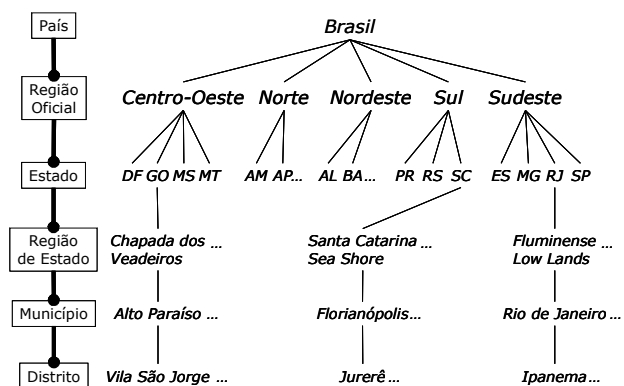 País
Brasil
Região
Oficial
Centro-Oeste Norte Nordeste Sul Sudeste
Estado
DF GO MS MT AM AP... AL BA... PR RS SC ES MG RJ SP
Região
de Estado
Chapada dos ...
Veadeiros
Santa Catarina ...
Sea Shore
Fluminense ...
Low Lands
Município
Alto Paraíso ... Florianópolis... Rio de Janeiro ...
Distrito
Vila São Jorge ... Jurerê ... Ipanema ...